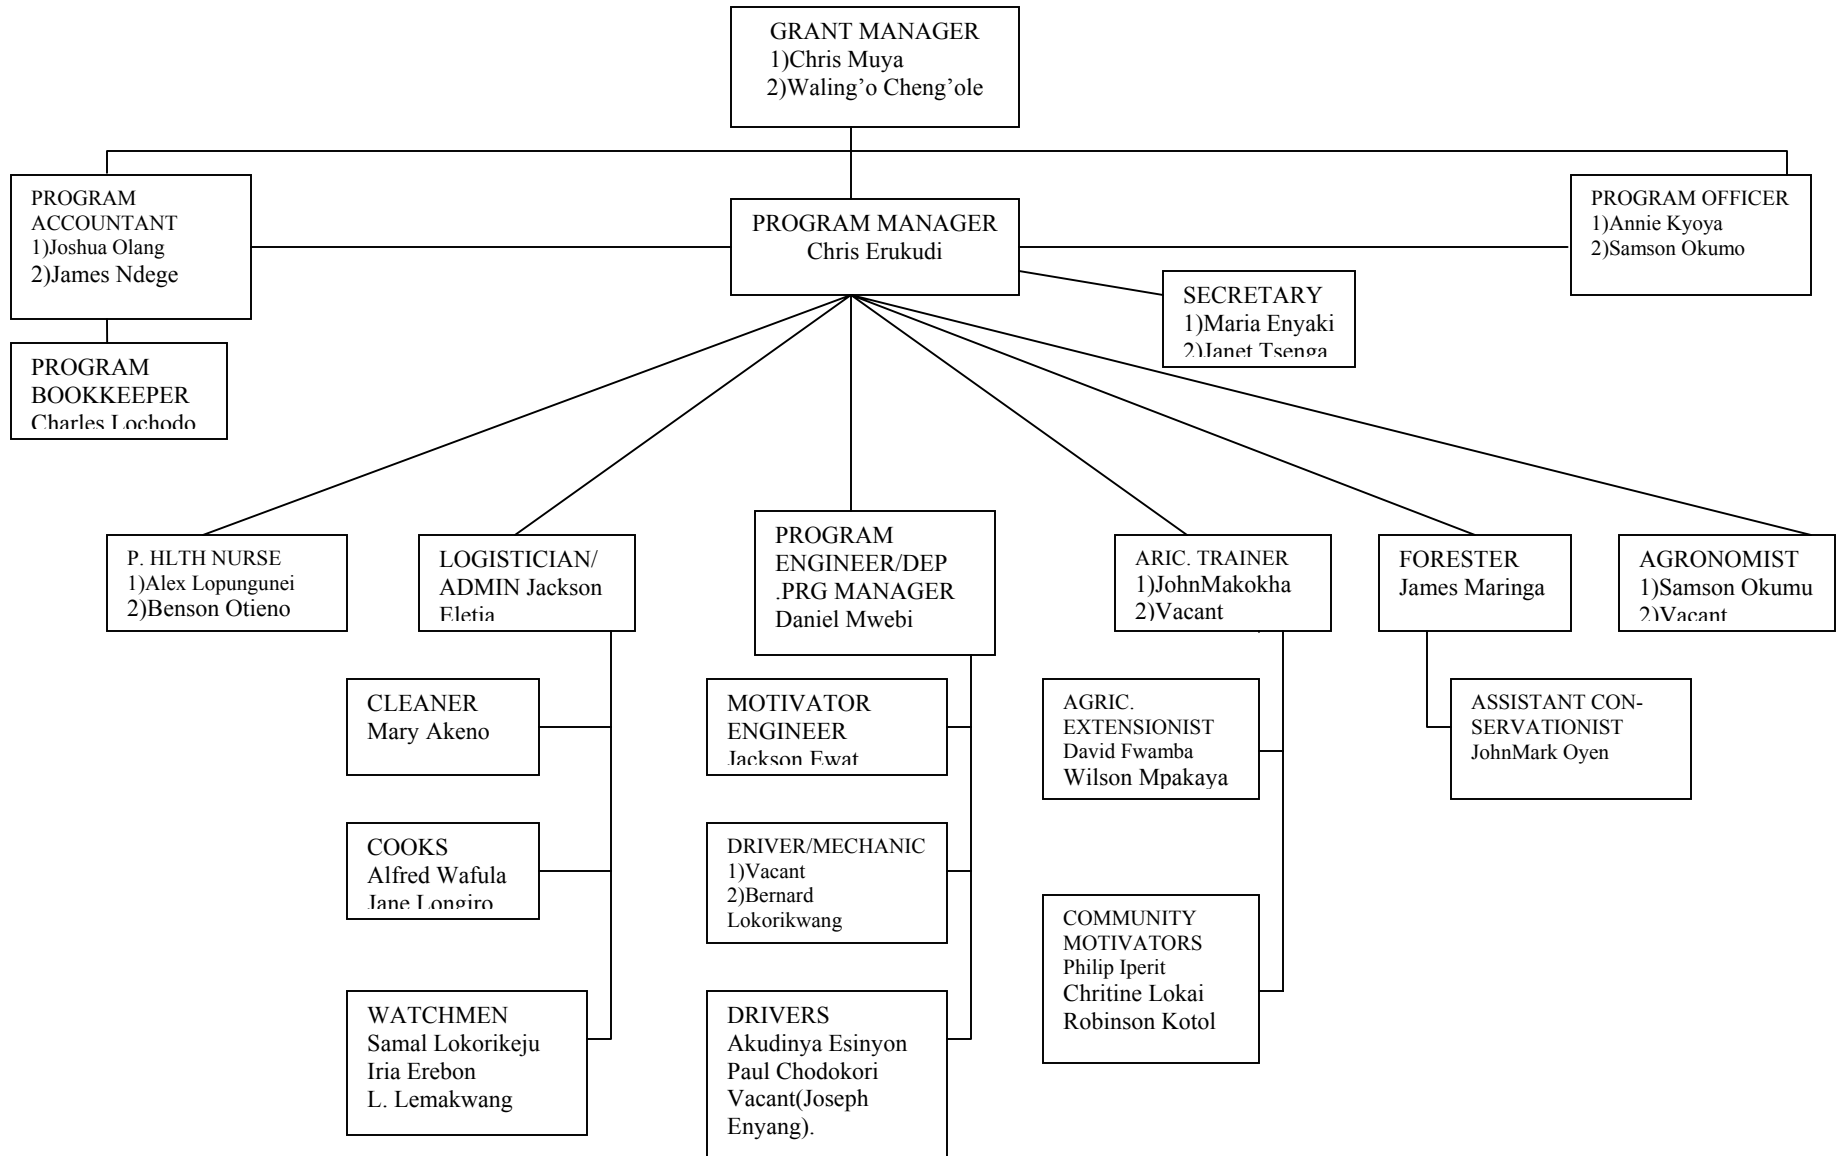 GRANT MANAGER
1)Chris Muya
2)Waling’o Cheng’ole
PROGRAM
ACCOUNTANT
1)Joshua Olang
2)James Ndege
PROGRAM MANAGER
Chris Erukudi
PROGRAM OFFICER
1)Annie Kyoya
2)Samson Okumo
SECRETARY
1)Maria Enyaki
2)Janet Tsenga
PROGRAM
BOOKKEEPER
Charles Lochodo
P. HLTH NURSE
1)Alex Lopungunei
2)Benson Otieno
LOGISTICIAN/
ADMIN Jackson
Eletia
PROGRAM
ENGINEER/DEP
.PRG MANAGER
Daniel Mwebi
ARIC. TRAINER
1)JohnMakokha
2)Vacant
FORESTER
James Maringa
AGRONOMIST
1)Samson Okumu
2)Vacant
CLEANER
Mary Akeno
MOTIVATOR
ENGINEER
Jackson Ewat
AGRIC.
EXTENSIONIST
David Fwamba
Wilson Mpakaya
ASSISTANT CON-
SERVATIONIST
JohnMark Oyen
COOKS
Alfred Wafula
Jane Longiro
DRIVER/MECHANIC
1)Vacant
2)Bernard
Lokorikwang
COMMUNITY
MOTIVATORS
Philip Iperit
Chritine Lokai
Robinson Kotol
WATCHMEN
Samal Lokorikeju
Iria Erebon
L. Lemakwang
DRIVERS
Akudinya Esinyon
Paul Chodokori
Vacant(Joseph
Enyang).